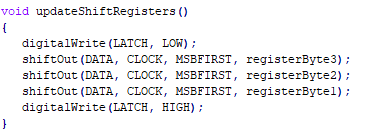 void updateShiftRegisters()
{
digitalWrite(LATCH, LOW);
shiftOut(DATA, CLOCK, MSBFIRST, registerByte3);
shiftOut(DATA, CLOCK, MSBFIRST, registerByte2);
shiftOut(DATA, CLOCK, MSBFIRST, registerByte1);
digitalWrite(LATCH, HIGH);
}